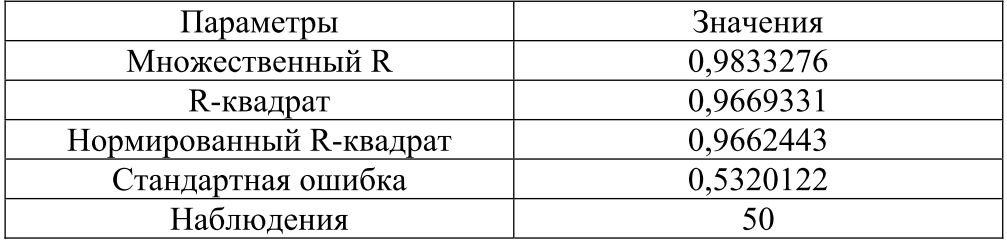 Параметры Значения
Множественный R 0,9833276
R-квадрат 0,9669331
Нормированный R-квадрат 0,9662443
Стандартная ошибка 0,5320122
Наблюдения 50